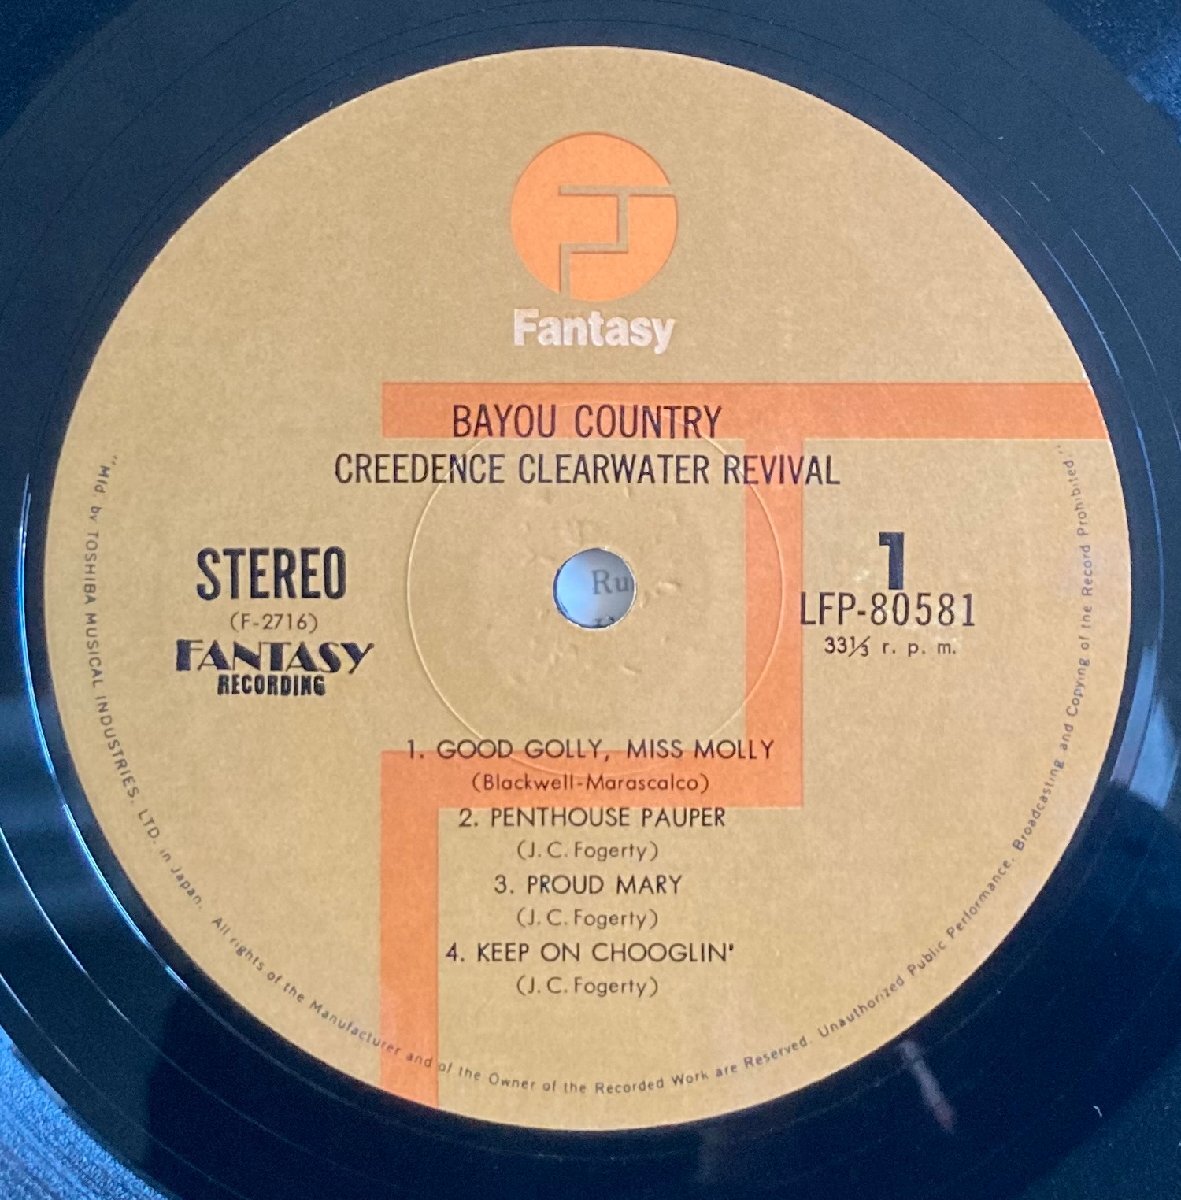 Fantasy
BAYOU COUNTRY
CREEDENCE CLEARWATER REVIVAL
STEREO
(F-2716)
FANTASY
RECORDING
1
LFP-80581
33⅓ r. p. m.
Ru
1. GOOD GOLLY, MISS MOLLY
(Blackwell-Marascalco)
2. PENTHOUSE PAUPER
(J. C. Fogerty)
3. PROUD MARY
(J. C. Fogerty)
4. KEEP ON CHOOGLIN'
(J. C. Fogerty)
"Mfd by TOSHIBA MUSICAL INDUSTRIES, LTD. in Japan. All rights of the Manufacturer and of the Owner of the Recorded Work are Reserved. Unauthorized Public Performance, Broadcasting and Copying of the Record Prohibited"